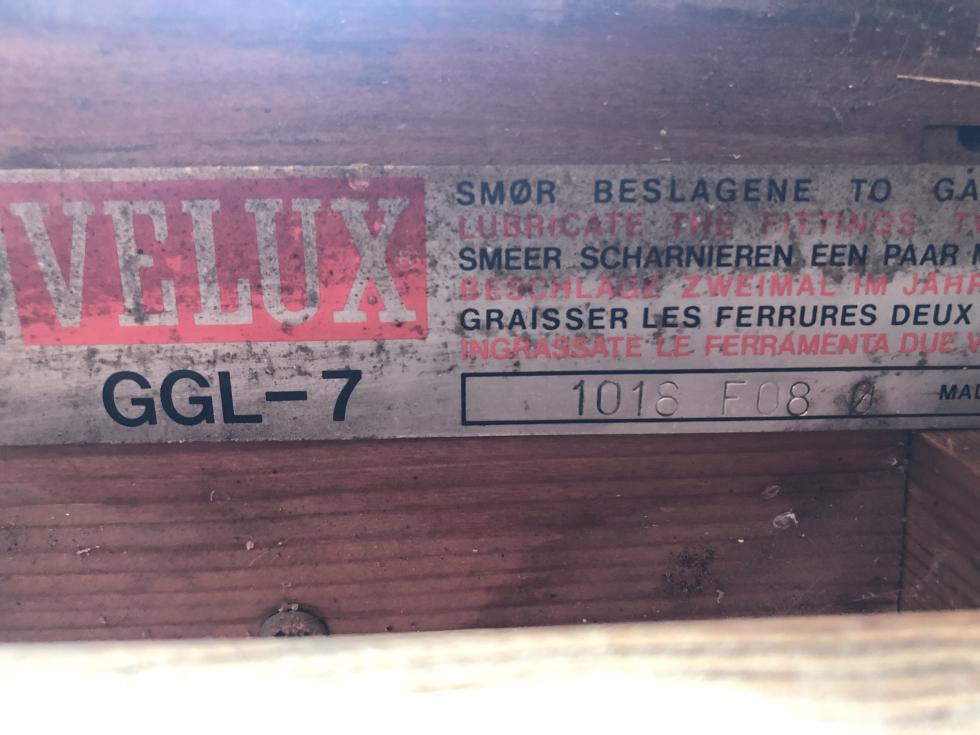 VELUX
GGL-7
SMØR BESLAGENE TO
LUBRICATE THE FITTINGS
SMEER SCHARNIEREN EEN PAAR
BESCHLÄGE ZWEIMAL IM JAHR
GRAISSER LES FERRURES DEUX
INGRASSATE LE FERRAMENTA DUE
1018 F08 0